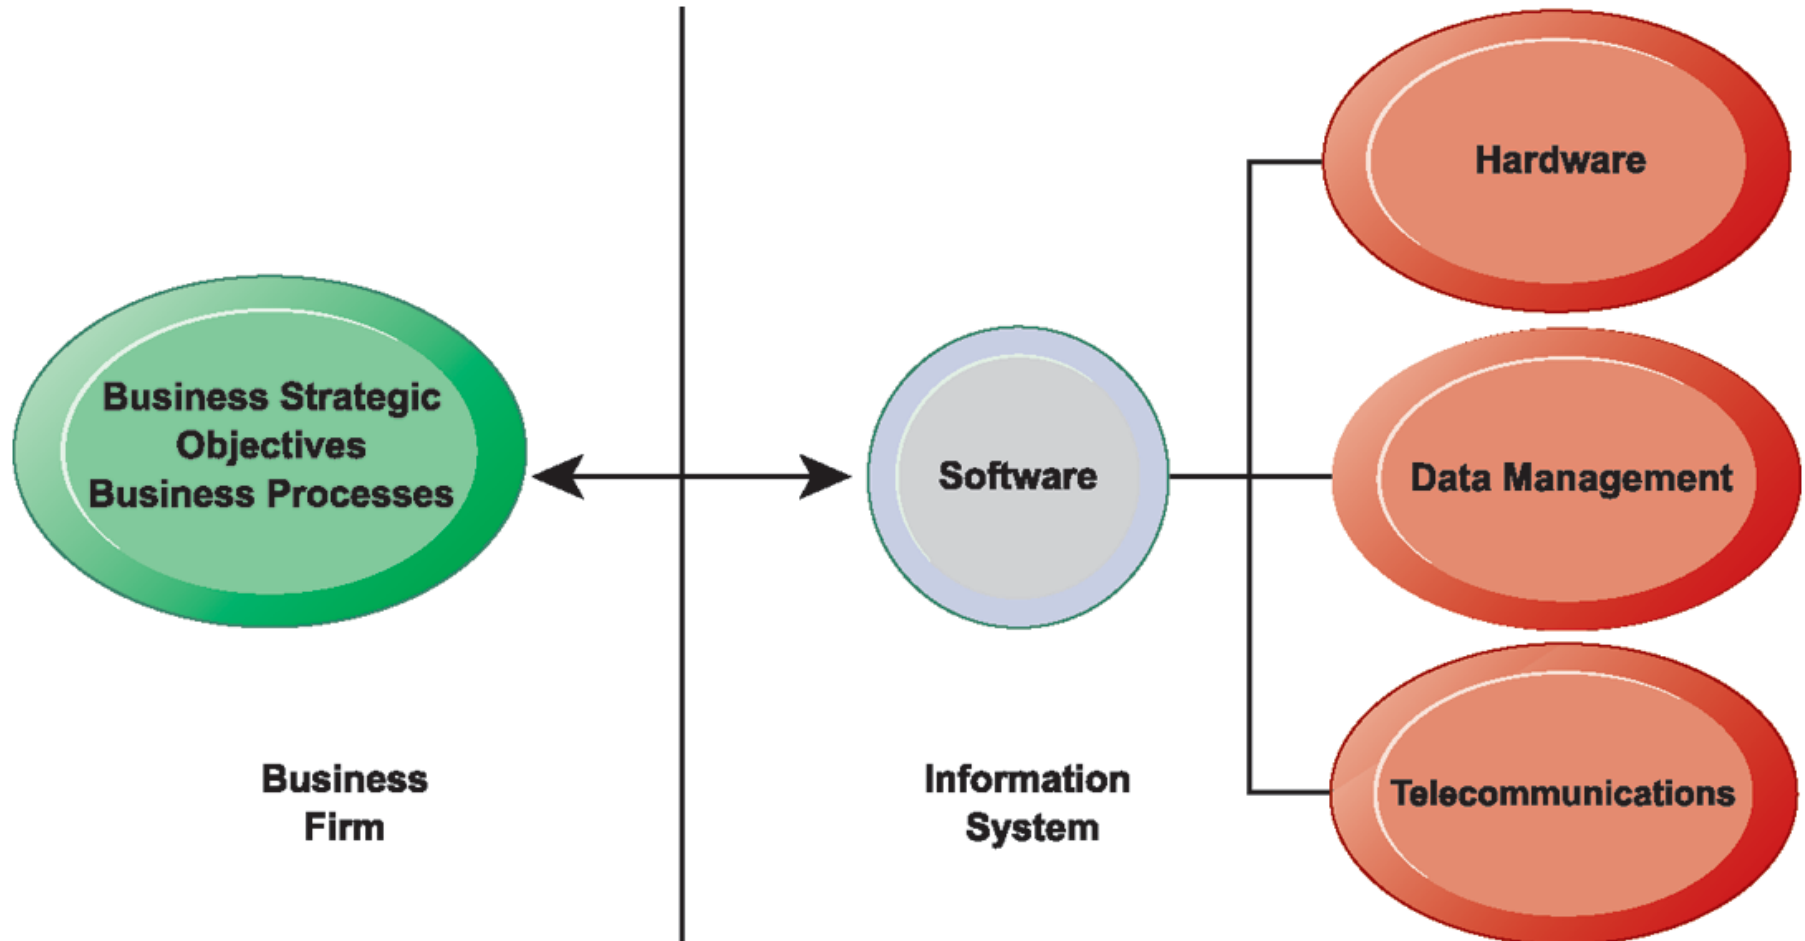 Business Strategic
Objectives
Business Processes
Business
Firm
Software
Information
System
Hardware
Data Management
Telecommunications